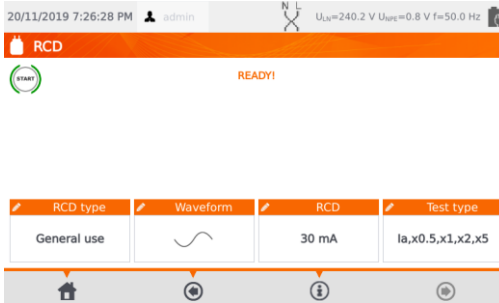 20/11/2019 7:26:28 PM admin N L ULN=240.2 V UNPE=0.8 V f=50.0 Hz
RCD
START
READY!
RCD type Waveform RCD Test type
General use 30 mA Ia,x0.5,x1,x2,x5